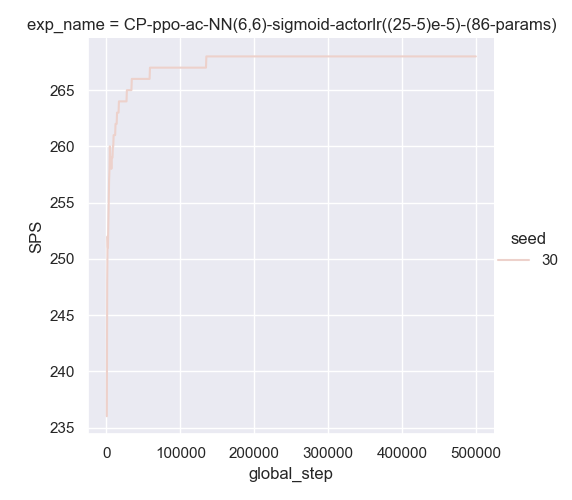 exp_name = CP-ppo-ac-NN(6,6)-sigmoid-actorlr((25-5)e-5)-(86-params)
265
260
255
250
245
240
235
SPS
0 100000 200000 300000 400000 500000
global_step
seed
30